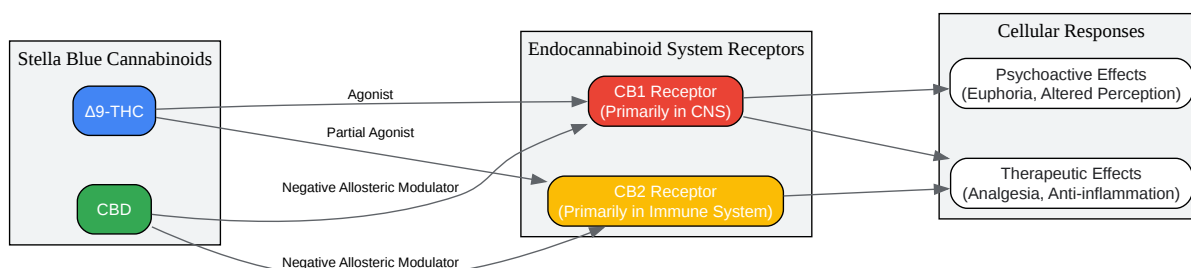 Stella Blue Cannabinoids
Δ9-THC
CBD
Agonist
Partial Agonist
Negative Allosteric Modulator
Negative Allosteric Modulator
Endocannabinoid System Receptors
CB1 Receptor
(Primarily in CNS)
CB2 Receptor
(Primarily in Immune System)
Cellular Responses
Psychoactive Effects
(Euphoria, Altered Perception)
Therapeutic Effects
(Analgesia, Anti-inflammation)